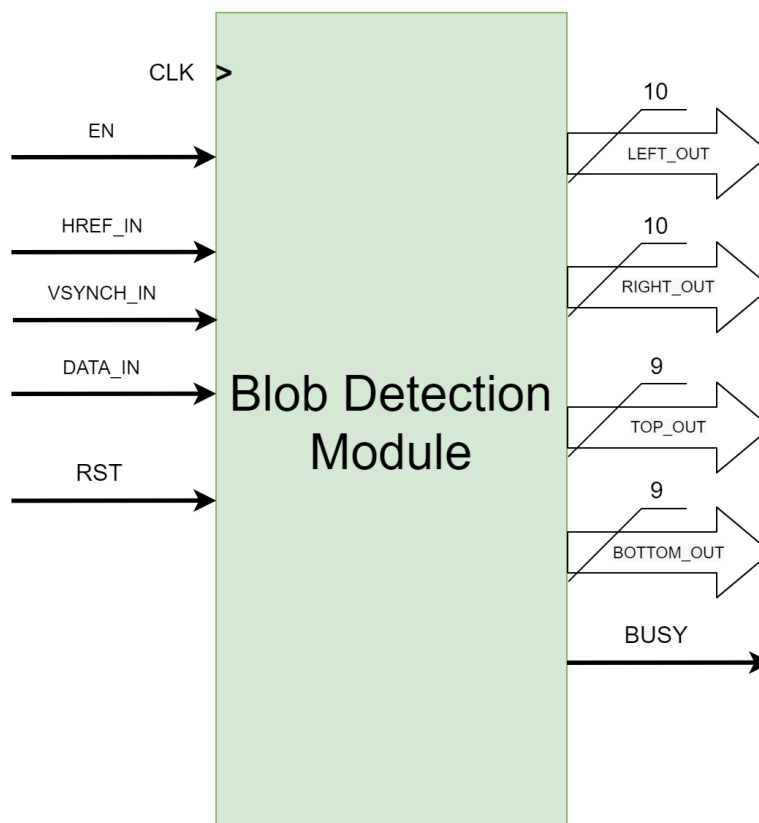 CLK >
EN
HREF_IN
VSYNCH_IN
DATA_IN
RST
Blob Detection
Module
10
LEFT_OUT
10
RIGHT_OUT
9
TOP_OUT
9
BOTTOM_OUT
BUSY